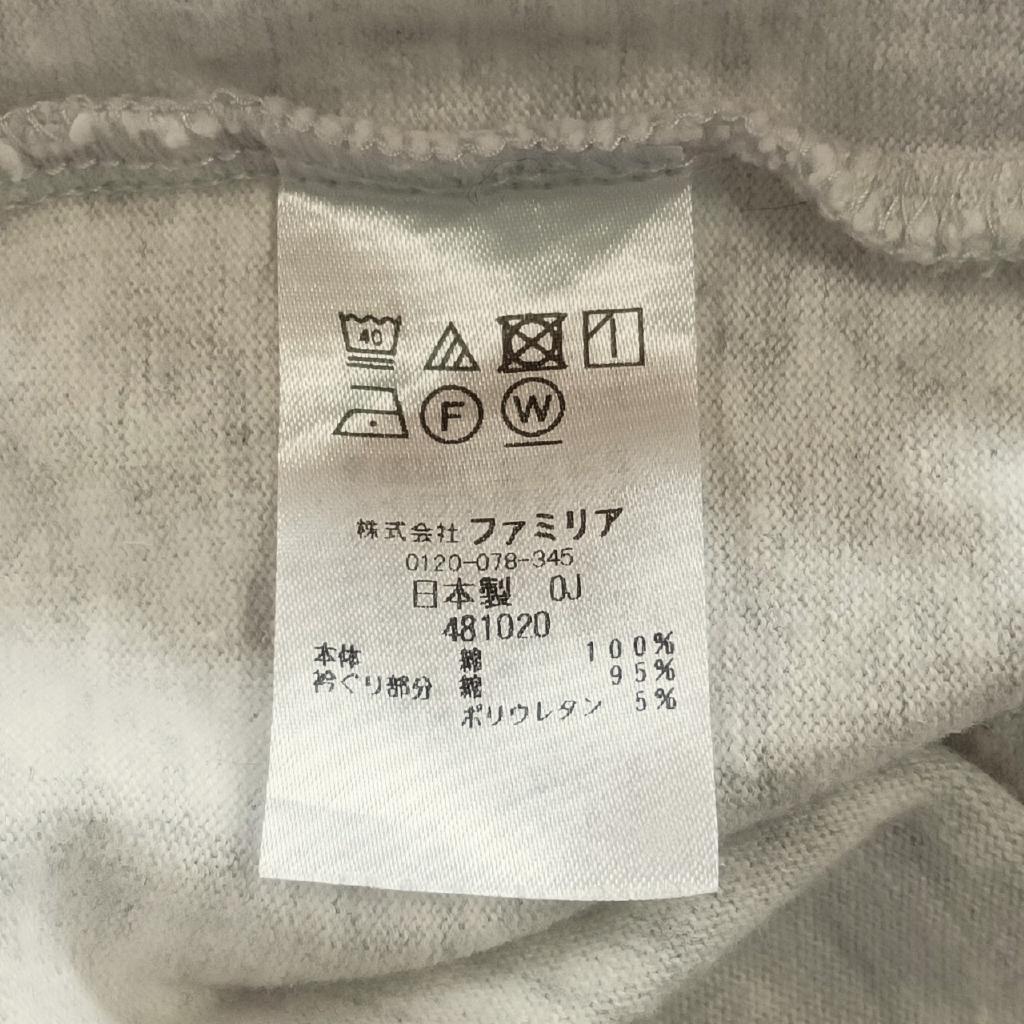 40
F W
株式会社 ファミリア
0120-078-345
日本製 OJ
481020
本体 綿 100%
衿ぐり部分 綿 95%
ポリウレタン 5%